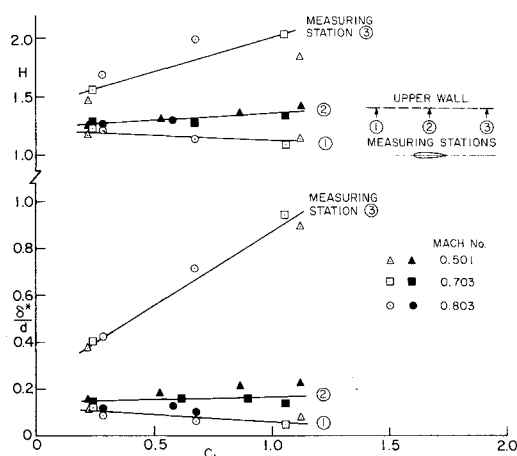 MEASURING
STATION ③
2.0
H
1.5
②
1.0
①
UPPER WALL
① ② ③
MEASURING STATIONS
1.0
MEASURING
STATION ③
0.8
MACH No.
△ ▲ 0.501
0.6
□ ■ 0.703
δ*
d
0.4
⊙ ● 0.803
0.2
②
①
0
0 0.5 1.0 1.5 2.0